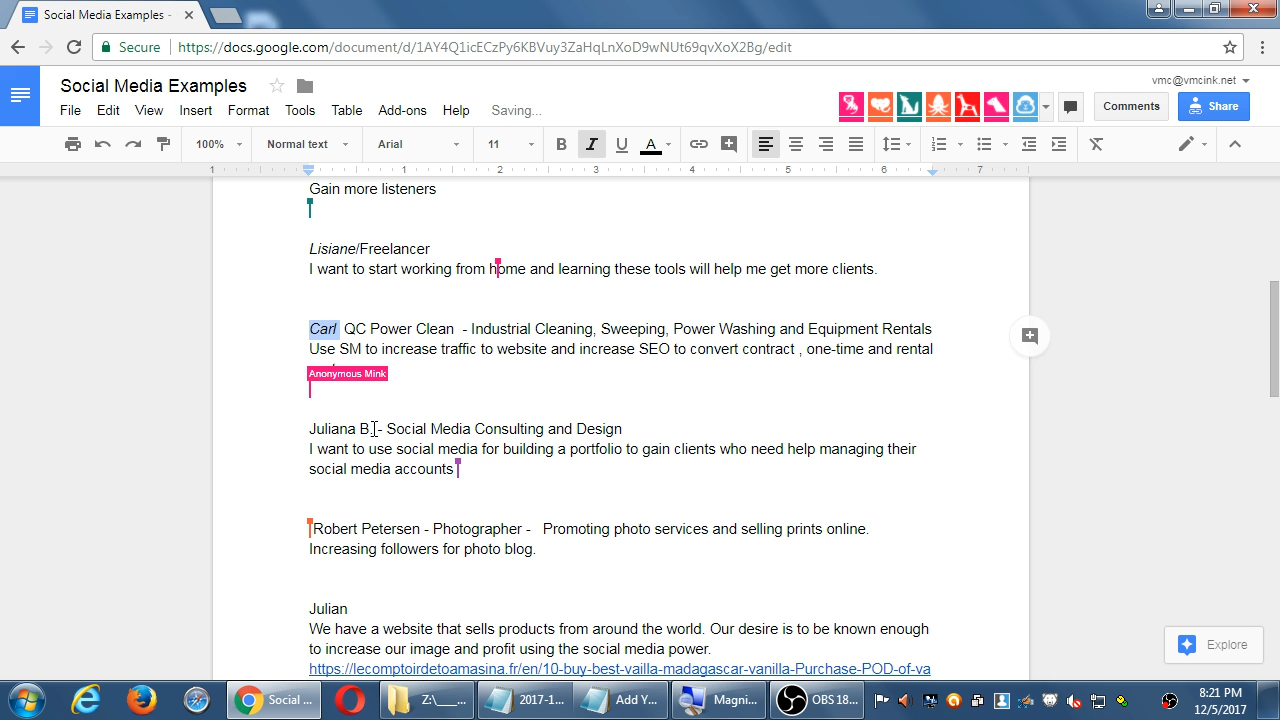 Social Media Examples -
Secure
https://docs.google.com/document/d/1AY4Q1icECzPy6KBVuy3ZaHqLnXoD9wNUt69qvXoX2Bg/edit
Social Media Examples
vmc@vmcink.net
File Edit Tools Table Add-ons Help Saving...
Comments
Share
100% Normal text Arial 11
1 1 2 3 4 5 6 7
Gain more listeners
Lisiane/Freelancer
I want to start working from home and learning these tools will help me get more clients.
Carl QC Power Clean - Industrial Cleaning, Sweeping, Power Washing and Equipment Rentals
Use SM to increase traffic to website and increase SEO to convert contract , one-time and rental
Anonymous Mink
Juliana B - Social Media Consulting and Design
I want to use social media for building a portfolio to gain clients who need help managing their
social media accounts
Robert Petersen - Photographer - Promoting photo services and selling prints online.
Increasing followers for photo blog.
Julian
We have a website that sells products from around the world. Our desire is to be known enough
to increase our image and profit using the social media power.
https://lecomptoirdetoamasina.fr/en/10-buy-best-vailla-madagascar-vanilla-Purchase-POD-of-va
Explore
Social ...
Z:\___...
2017-1...
Add Y...
Magni...
OBS 18...
8:21 PM
12/5/2017